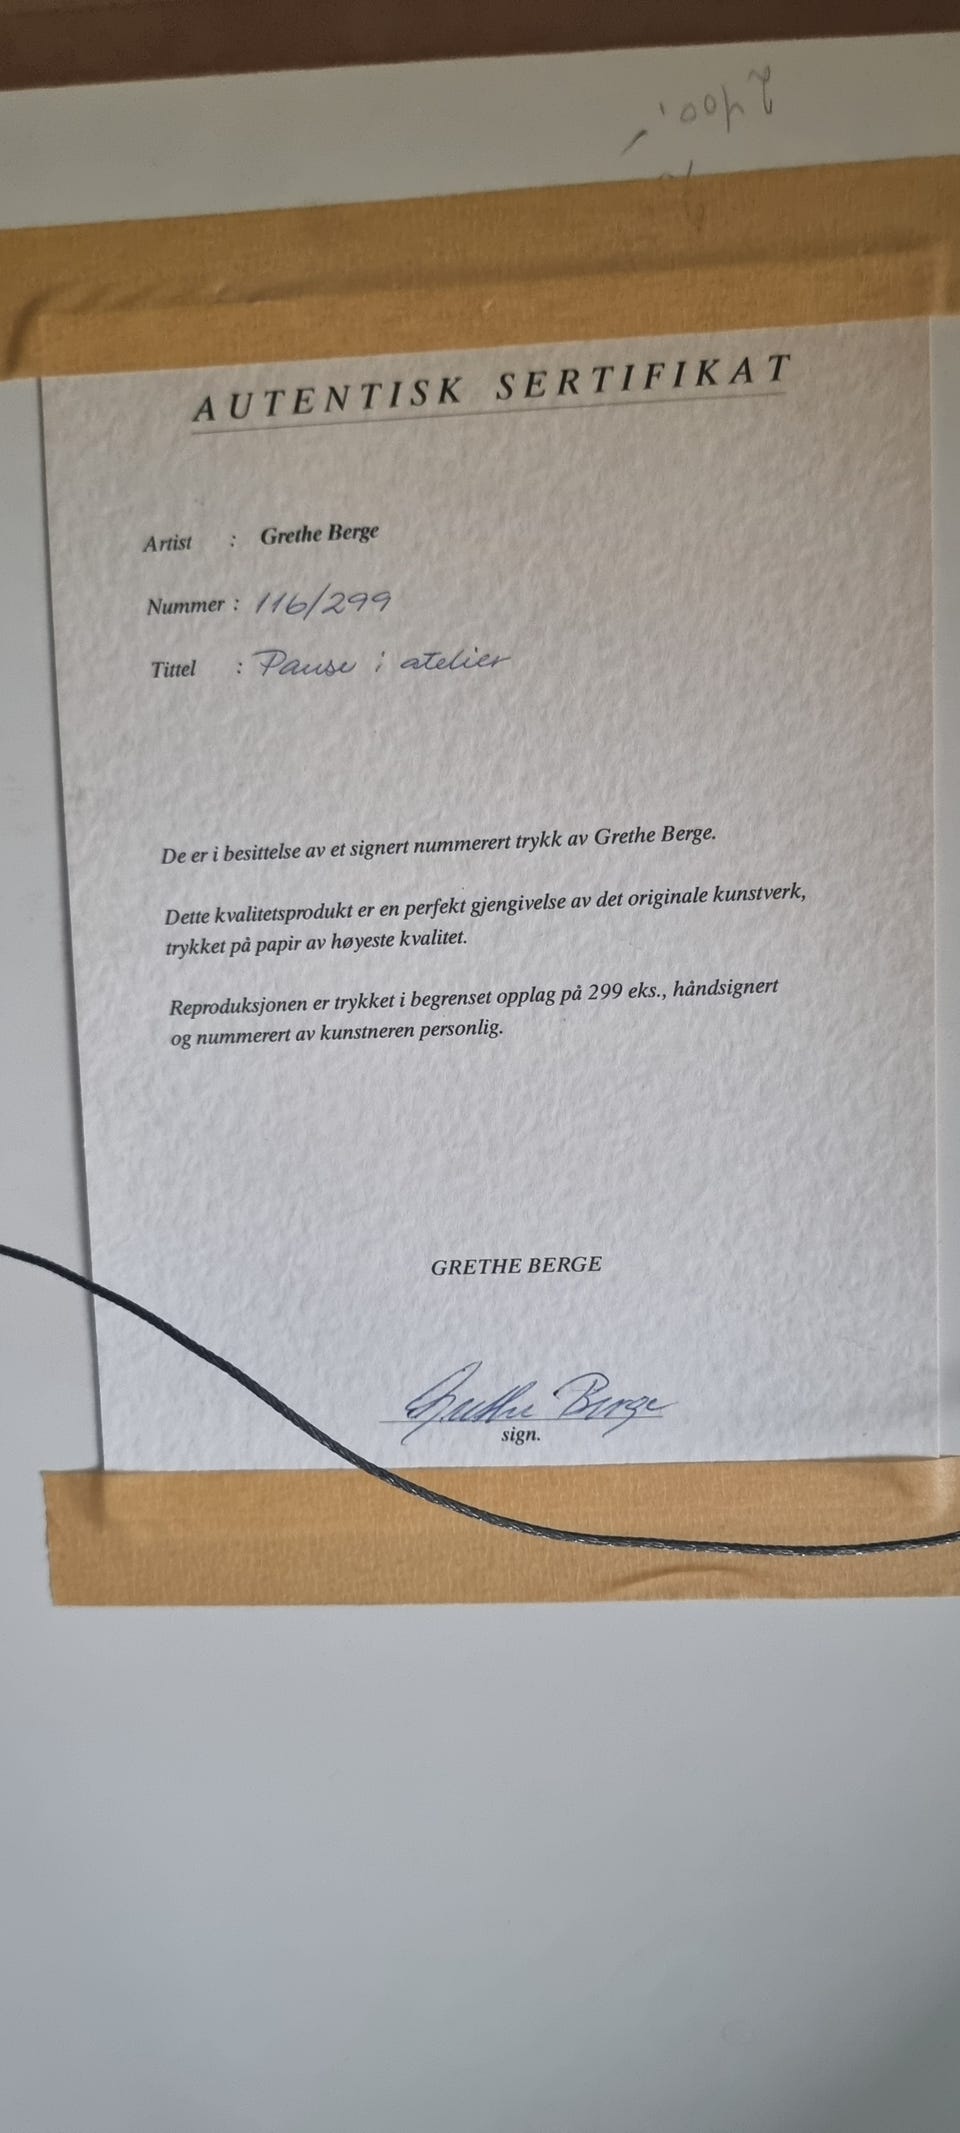 AUTENTISK SERTIFIKAT
Artist : Grethe Berge
Nummer : 116/299
Tittel : Pause i atelier
De er i besittelse av et signert nummerert trykk av Grethe Berge.
Dette kvalitetsprodukt er en perfekt gjengivelse av det originale kunstverk,
trykket på papir av høyeste kvalitet.
Reproduksjonen er trykket i begrenset opplag på 299 eks., håndsignert
og nummerert av kunstneren personlig.
GRETHE BERGE
Grethe Berge
sign.